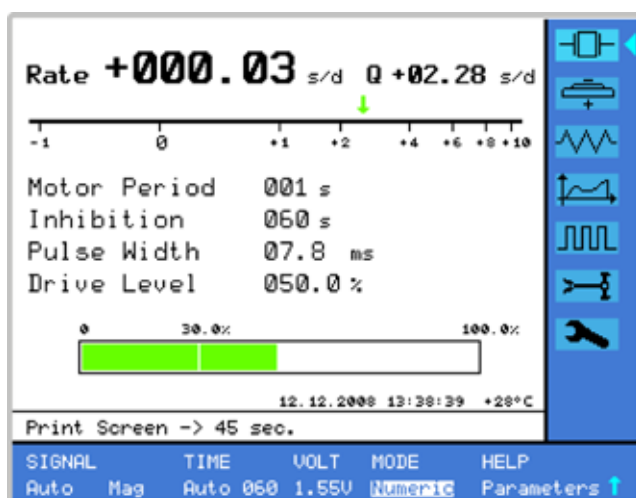 Rate +000.03 s/d Q +02.28 s/d
-1 0 +1 +2 +4 +6 +8 +10
Motor Period 001 s
Inhibition 060 s
Pulse Width 07.8 ms
Drive Level 050.0 %
0 30.0% 100.0%
12.12.2008 13:38:39 +28°C
Print Screen -> 45 sec.
SIGNAL TIME VOLT MODE HELP
Auto Mag Auto 060 1.55V Numeric Parameters